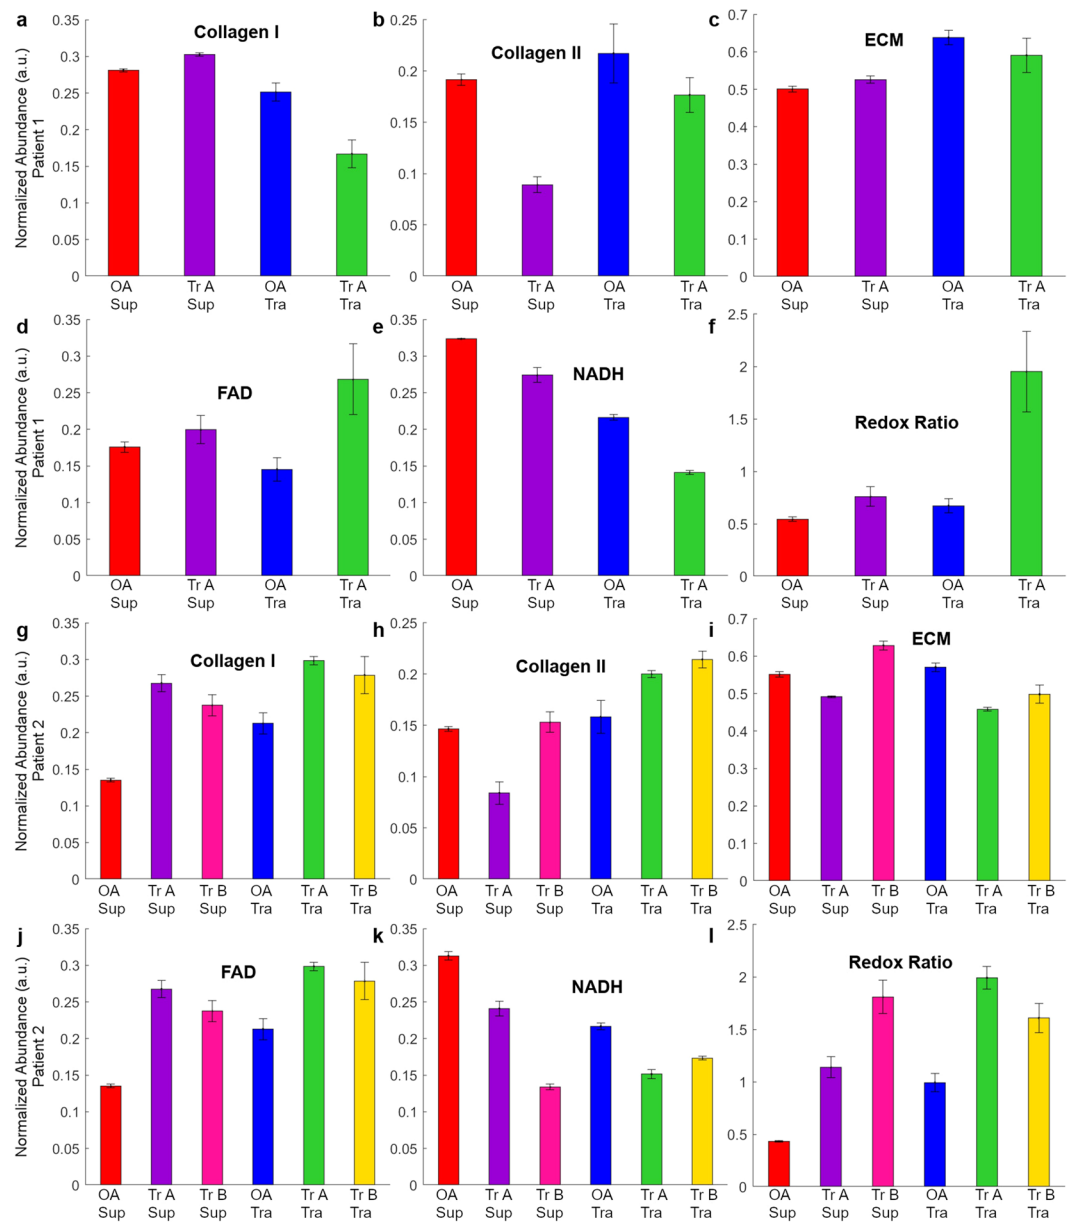 a
Collagen I
Normalized Abundance (a.u.)
Patient 1
0.35
0.3
0.25
0.2
0.15
0.1
0.05
0
OA Tr A OA Tr A
Sup Sup Tra Tra
b
Collagen II
0.25
0.2
0.15
0.1
0.05
0
OA Tr A OA Tr A
Sup Sup Tra Tra
c
ECM
0.7
0.6
0.5
0.4
0.3
0.2
0.1
0
OA Tr A OA Tr A
Sup Sup Tra Tra
d
FAD
Normalized Abundance (a.u.)
Patient 1
0.35
0.3
0.25
0.2
0.15
0.1
0.05
0
OA Tr A OA Tr A
Sup Sup Tra Tra
e
NADH
0.35
0.3
0.25
0.2
0.15
0.1
0.05
0
OA Tr A OA Tr A
Sup Sup Tra Tra
f
Redox Ratio
2.5
2
1.5
1
0.5
0
OA Tr A OA Tr A
Sup Sup Tra Tra
g
Collagen I
Normalized Abundance (a.u.)
Patient 2
0.35
0.3
0.25
0.2
0.15
0.1
0.05
0
OA Tr A Tr B OA Tr A Tr B
Sup Sup Sup Tra Tra Tra
h
Collagen II
0.25
0.2
0.15
0.1
0.05
0
OA Tr A Tr B OA Tr A Tr B
Sup Sup Sup Tra Tra Tra
i
ECM
0.7
0.6
0.5
0.4
0.3
0.2
0.1
0
OA Tr A Tr B OA Tr A Tr B
Sup Sup Sup Tra Tra Tra
j
FAD
Normalized Abundance (a.u.)
Patient 2
0.35
0.3
0.25
0.2
0.15
0.1
0.05
0
OA Tr A Tr B OA Tr A Tr B
Sup Sup Sup Tra Tra Tra
k
NADH
0.35
0.3
0.25
0.2
0.15
0.1
0.05
0
OA Tr A Tr B OA Tr A Tr B
Sup Sup Sup Tra Tra Tra
l
Redox Ratio
2.5
2
1.5
1
0.5
0
OA Tr A Tr B OA Tr A Tr B
Sup Sup Sup Tra Tra Tra